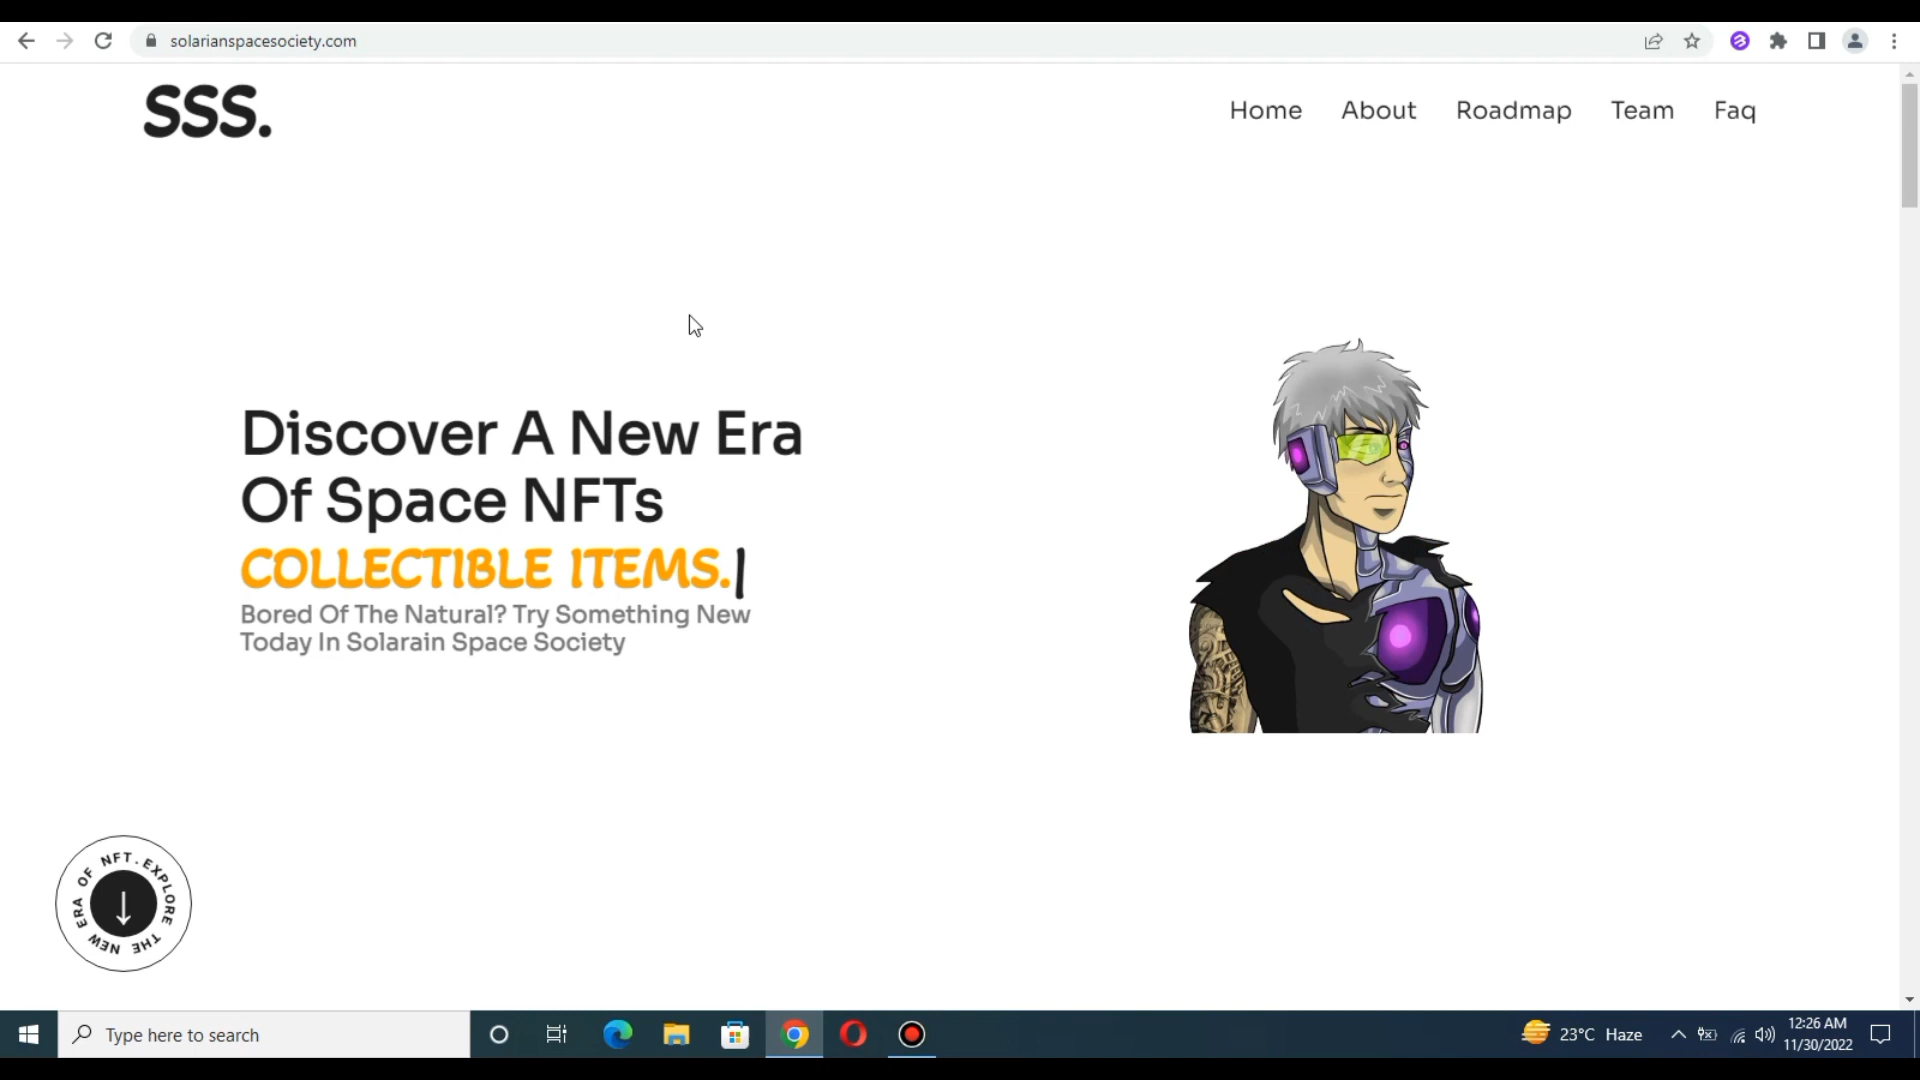 solarianspacesociety.com
SSS.
Home About Roadmap Team Faq
Discover A New Era
Of Space NFTs
COLLECTIBLE ITEMS.|
Bored Of The Natural? Try Something New
Today In Solarain Space Society
EXPLORE THE NEW ERA OF NFT.
Type here to search
23°C Haze
12:26 AM
11/30/2022